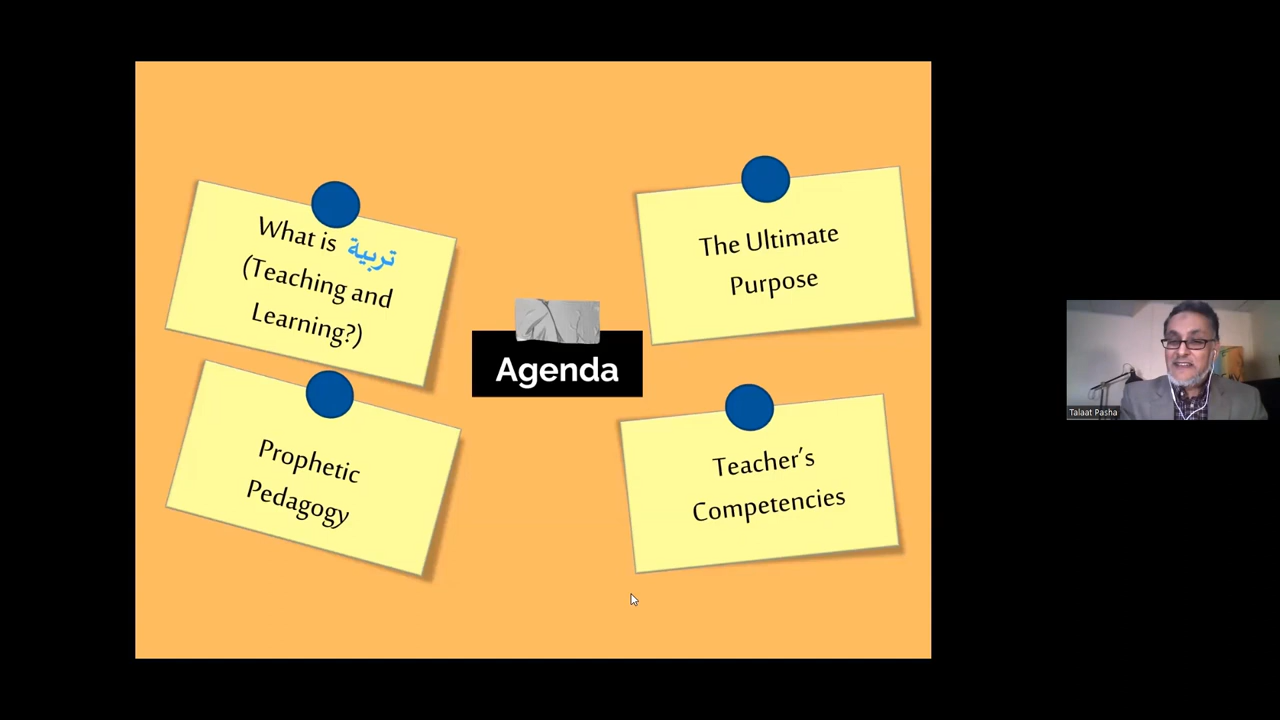 What is تربية
(Teaching and
Learning?)
The Ultimate
Purpose
Agenda
Prophetic
Pedagogy
Teacher's
Competencies
Talaat Pasha